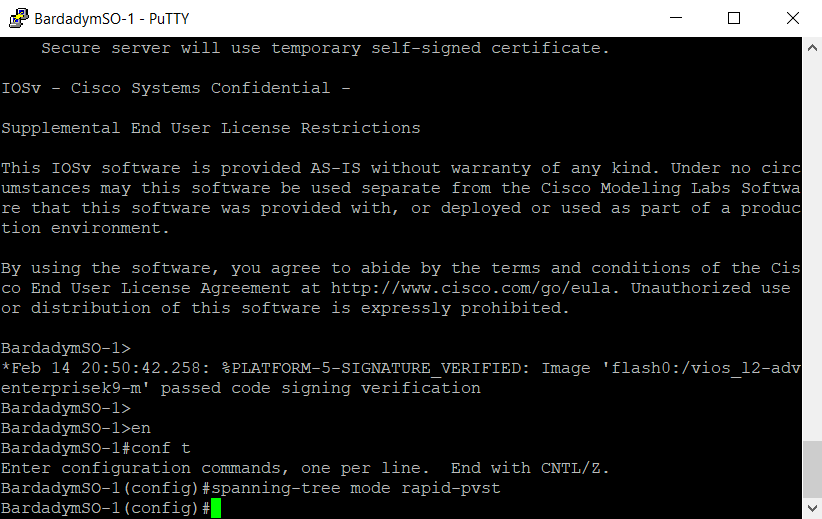 BardadymSO-1 - PuTTY
Secure server will use temporary self-signed certificate.
IOSv - Cisco Systems Confidential -
Supplemental End User License Restrictions
This IOSv software is provided AS-IS without warranty of any kind. Under no circ
umstances may this software be used separate from the Cisco Modeling Labs Softwa
re that this software was provided with, or deployed or used as part of a produc
tion environment.
By using the software, you agree to abide by the terms and conditions of the Cis
co End User License Agreement at http://www.cisco.com/go/eula. Unauthorized use
or distribution of this software is expressly prohibited.
BardadymSO-1>
*Feb 14 20:50:42.258: %PLATFORM-5-SIGNATURE_VERIFIED: Image 'flash0:/vios_l2-adv
enterprisek9-m' passed code signing verification
BardadymSO-1>
BardadymSO-1>en
BardadymSO-1#conf t
Enter configuration commands, one per line.  End with CNTL/Z.
BardadymSO-1(config)#spanning-tree mode rapid-pvst
BardadymSO-1(config)#